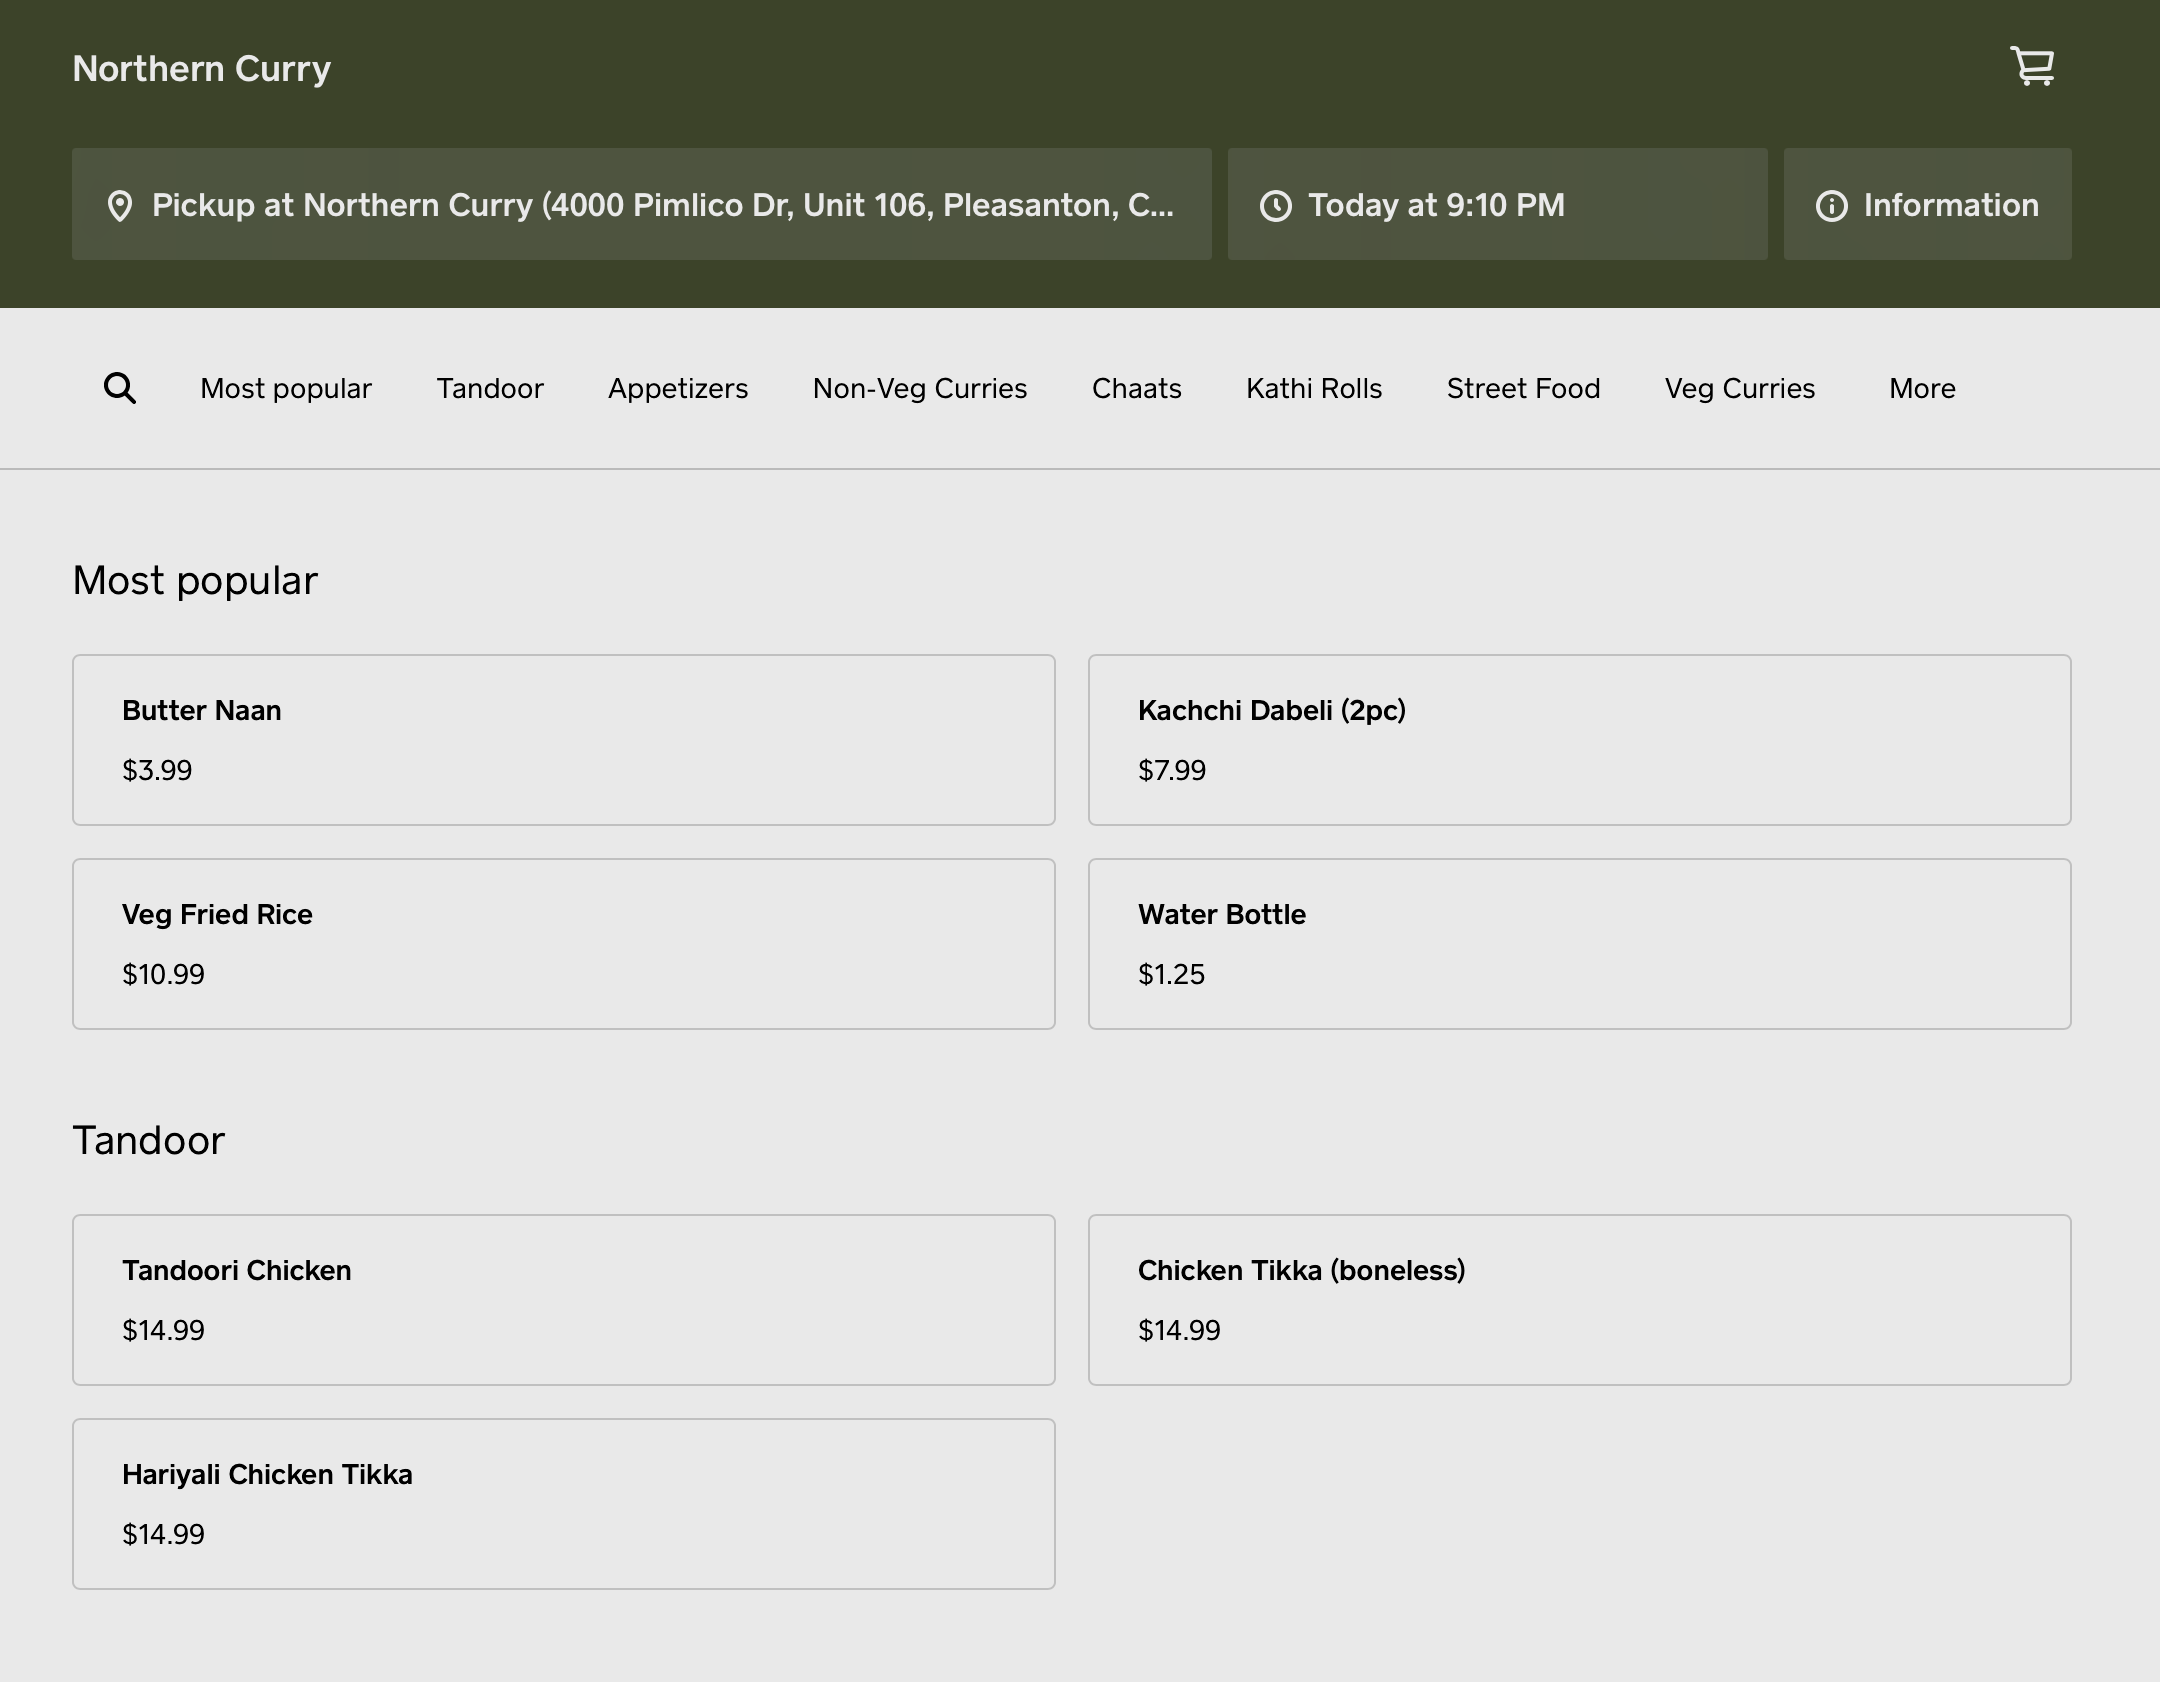 Northern Curry
Pickup at Northern Curry (4000 Pimlico Dr, Unit 106, Pleasanton, C...
Today at 9:10 PM
Information
Most popular
Tandoor
Appetizers
Non-Veg Curries
Chaats
Kathi Rolls
Street Food
Veg Curries
More
Most popular
Butter Naan
$3.99
Kachchi Dabeli (2pc)
$7.99
Veg Fried Rice
$10.99
Water Bottle
$1.25
Tandoor
Tandoori Chicken
$14.99
Chicken Tikka (boneless)
$14.99
Hariyali Chicken Tikka
$14.99